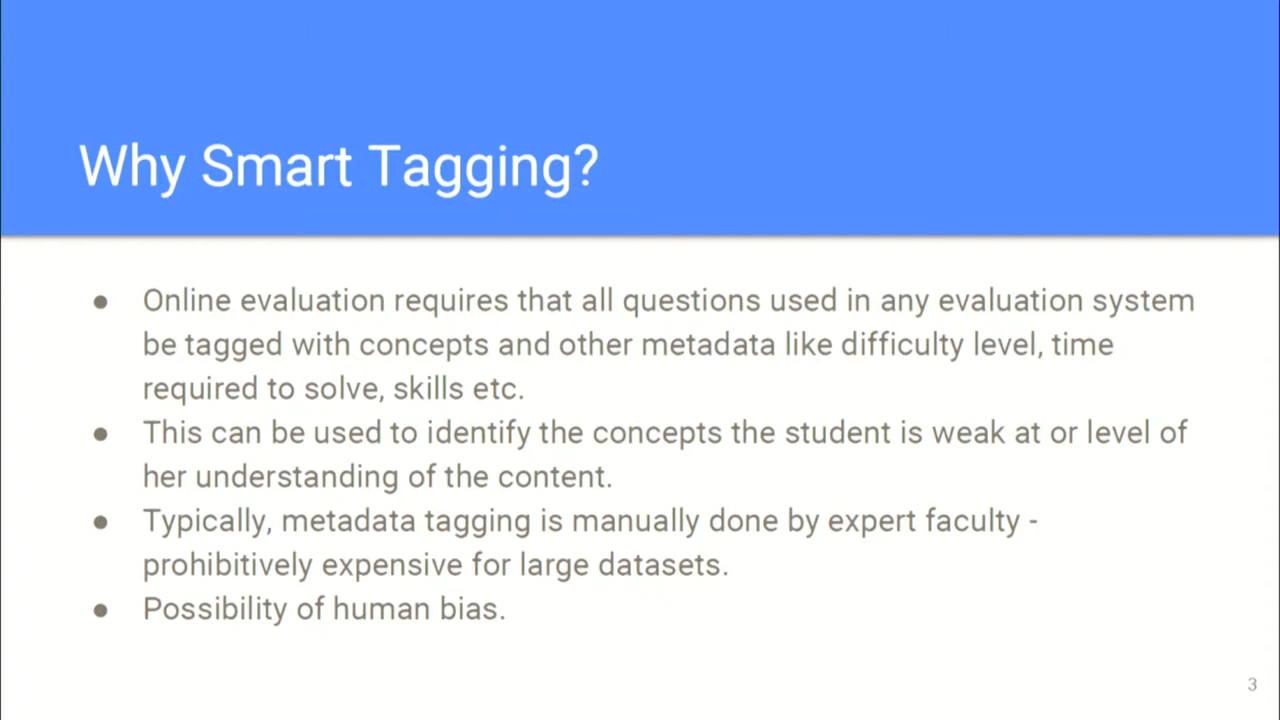 Why Smart Tagging?
● Online evaluation requires that all questions used in any evaluation system
be tagged with concepts and other metadata like difficulty level, time
required to solve, skills etc.
● This can be used to identify the concepts the student is weak at or level of
her understanding of the content.
● Typically, metadata tagging is manually done by expert faculty -
prohibitively expensive for large datasets.
● Possibility of human bias.
3